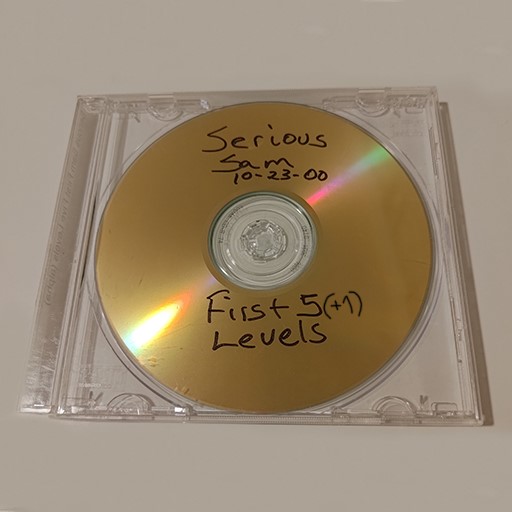 Serious
Sam
10-23-00
First 5(+1)
Levels